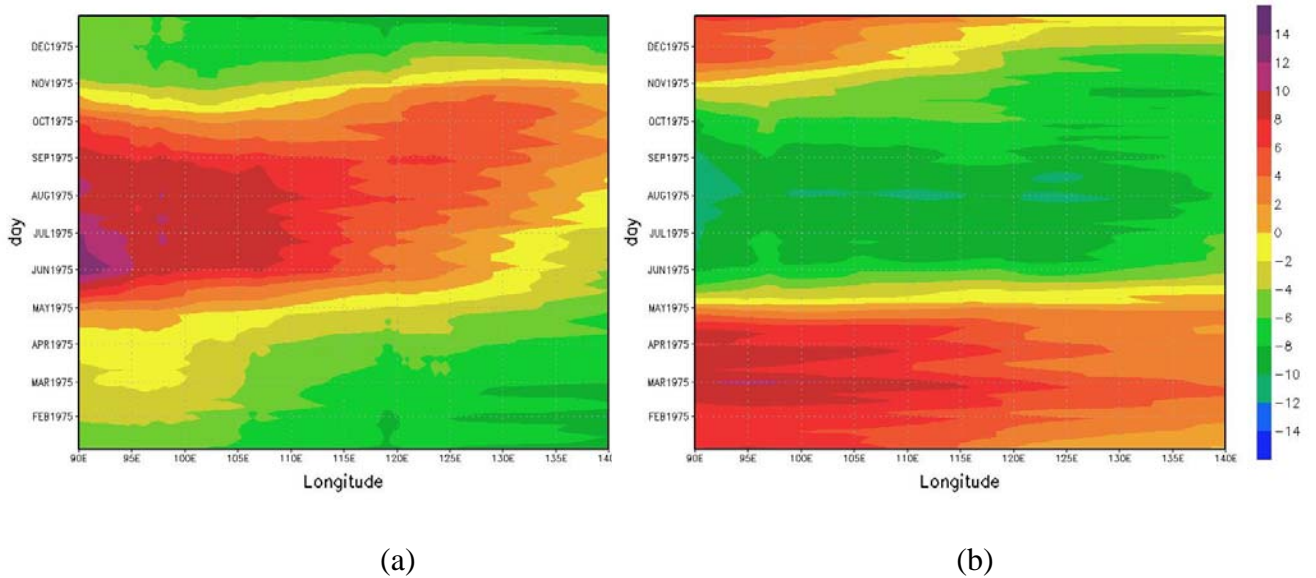 DEC1975
NOV1975
OCT1975
SEP1975
AUG1975
JUL1975
JUN1975
MAY1975
APR1975
MAR1975
FEB1975
day
90E 95E 100E 105E 110E 115E 120E 125E 130E 135E 140
Longitude
(a)
DEC1975
NOV1975
OCT1975
SEP1975
AUG1975
JUL1975
JUN1975
MAY1975
APR1975
MAR1975
FEB1975
day
90E 95E 100E 105E 110E 115E 120E 125E 130E 135E 140E
Longitude
(b)
14
12
10
8
6
4
2
0
−2
−4
−6
−8
−10
−12
−14